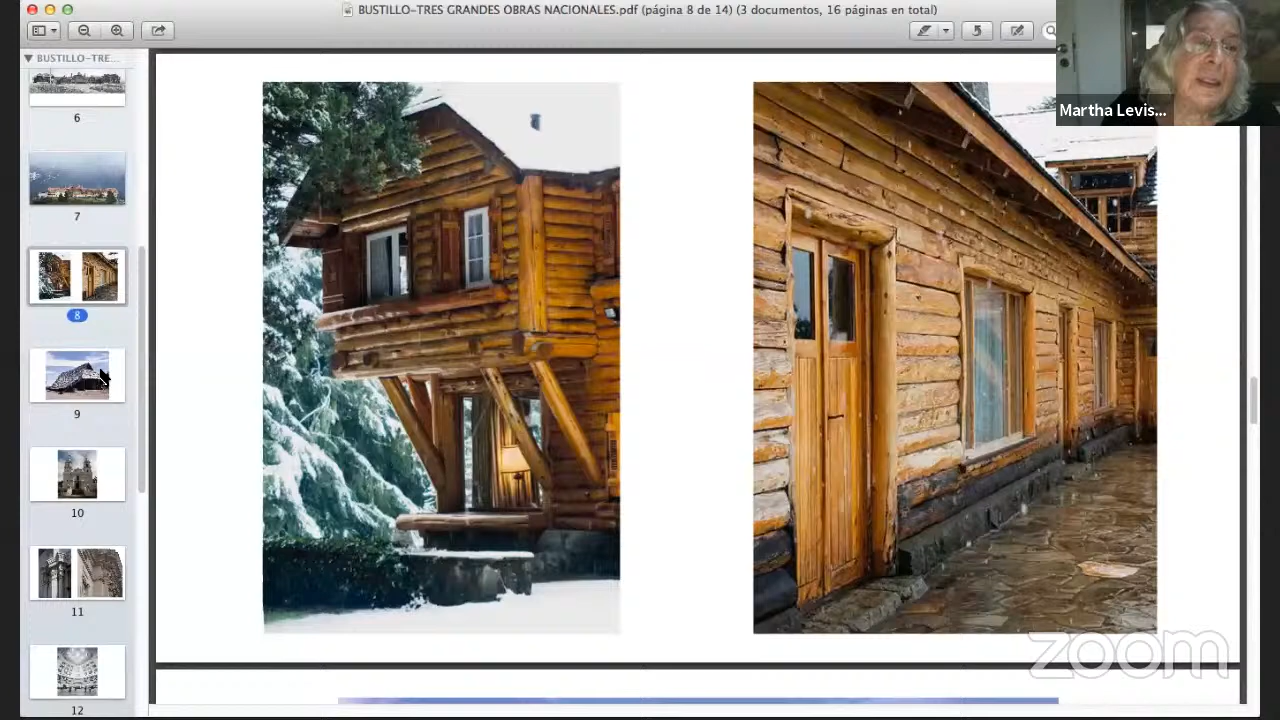 BUSTILLO-TRES GRANDES OBRAS NACIONALES.pdf (página 8 de 14) (3 documentos, 16 páginas en total)
BUSTILLO-TRE...
6
7
8
9
10
11
12
Martha Levis...
zoom